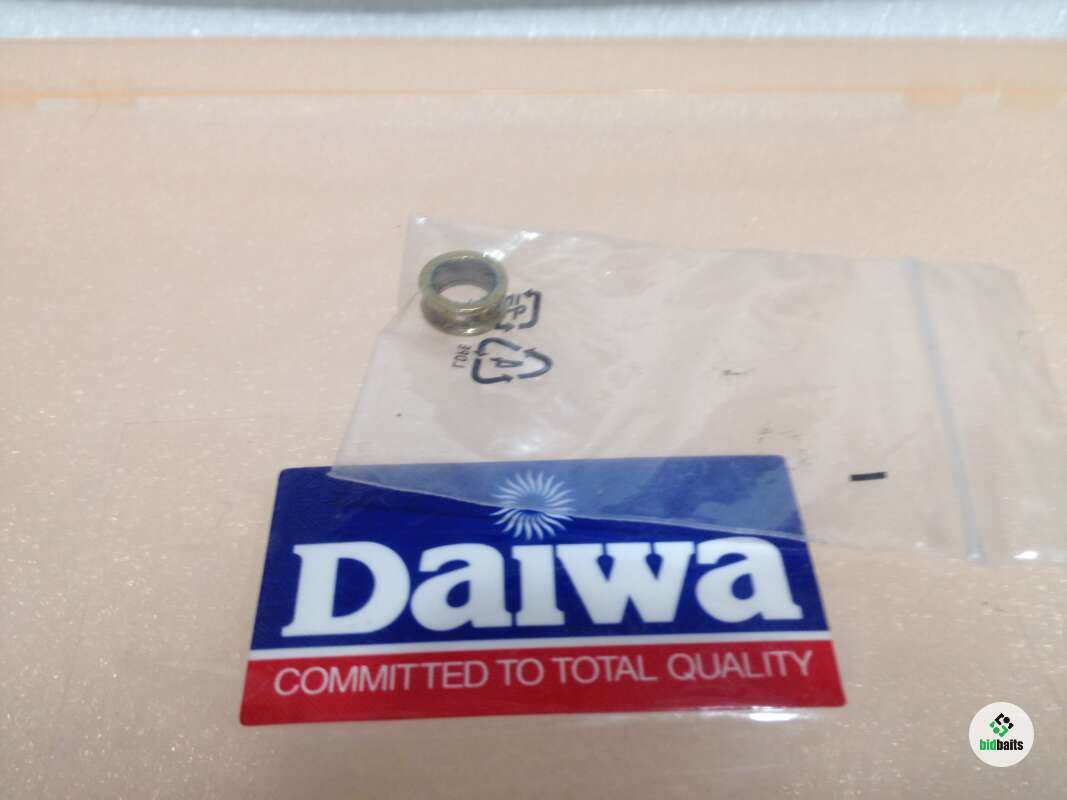 Daiwa
COMMITTED TO TOTAL QUALITY
bidbaits